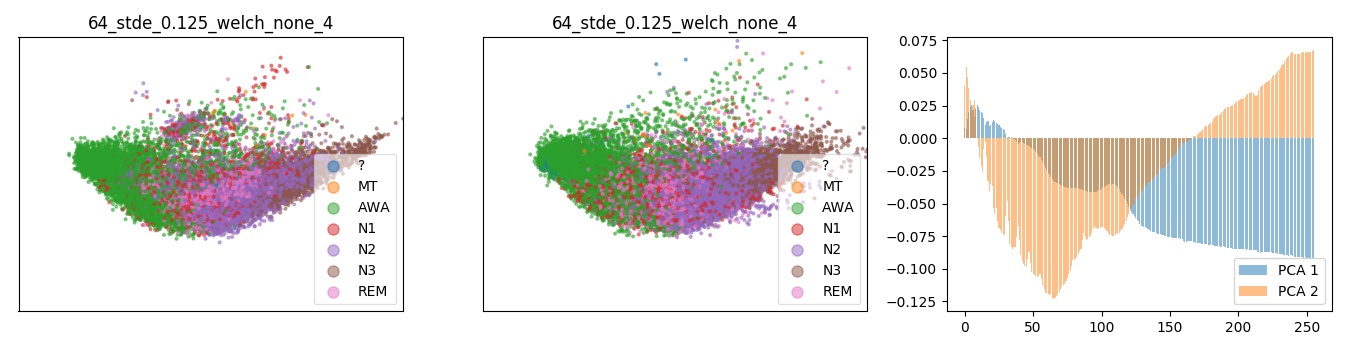 64_stde_0.125_welch_none_4
?
MT
AWA
N1
N2
N3
REM
64_stde_0.125_welch_none_4
?
MT
AWA
N1
N2
N3
REM
0.075
0.050
0.025
0.000
−0.025
−0.050
−0.075
−0.100
−0.125
0
50
100
150
200
250
PCA 1
PCA 2